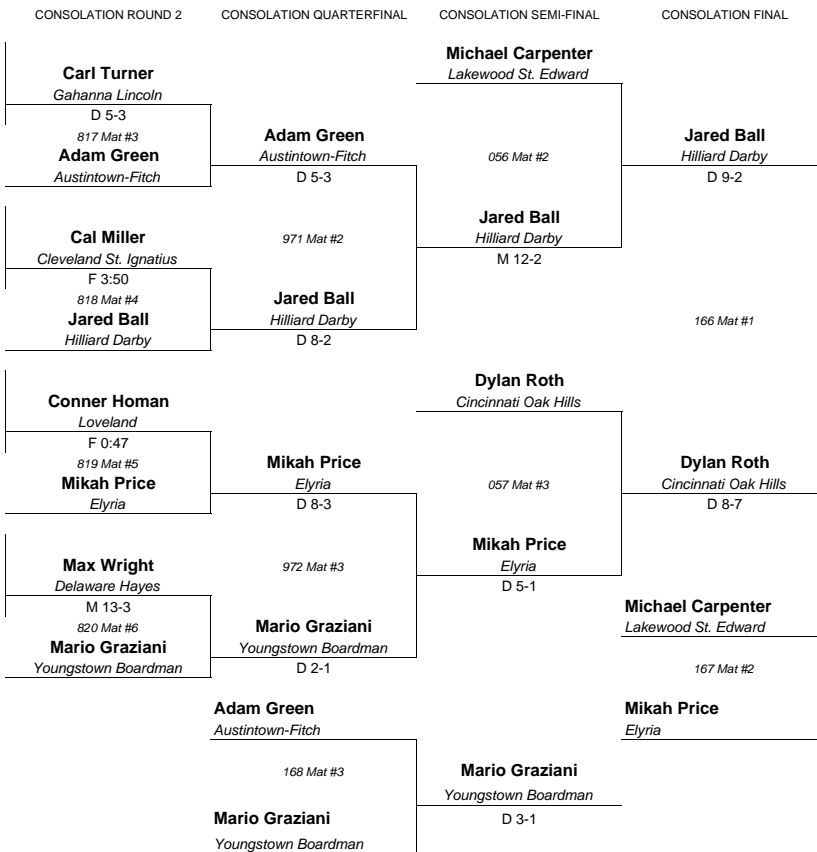 CONSOLATION ROUND 2
CONSOLATION QUARTERFINAL
CONSOLATION SEMI-FINAL
CONSOLATION FINAL
Carl Turner
Gahanna Lincoln
D 5-3
817 Mat #3
Adam Green
Austintown-Fitch
Cal Miller
Cleveland St. Ignatius
F 3:50
818 Mat #4
Jared Ball
Hilliard Darby
Conner Homan
Loveland
F 0:47
819 Mat #5
Mikah Price
Elyria
Max Wright
Delaware Hayes
M 13-3
820 Mat #6
Mario Graziani
Youngstown Boardman
Adam Green
Austintown-Fitch
D 5-3
971 Mat #2
Jared Ball
Hilliard Darby
D 8-2
Mikah Price
Elyria
D 8-3
972 Mat #3
Mario Graziani
Youngstown Boardman
D 2-1
Adam Green
Austintown-Fitch
168 Mat #3
Mario Graziani
Youngstown Boardman
Michael Carpenter
Lakewood St. Edward
056 Mat #2
Jared Ball
Hilliard Darby
M 12-2
Dylan Roth
Cincinnati Oak Hills
057 Mat #3
Mikah Price
Elyria
D 5-1
Mario Graziani
Youngstown Boardman
D 3-1
Jared Ball
Hilliard Darby
D 9-2
166 Mat #1
Dylan Roth
Cincinnati Oak Hills
D 8-7
Michael Carpenter
Lakewood St. Edward
167 Mat #2
Mikah Price
Elyria